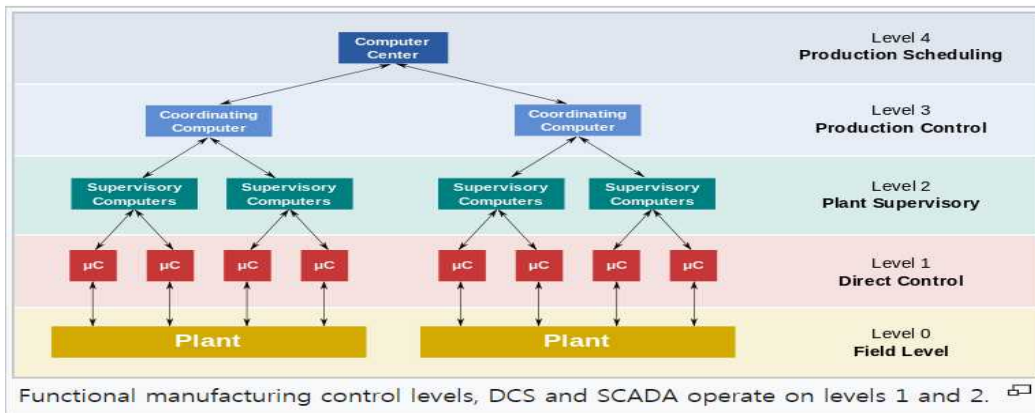 Computer
Center
Level 4
Production Scheduling
Coordinating
Computer
Coordinating
Computer
Level 3
Production Control
Supervisory
Computers
Supervisory
Computers
Supervisory
Computers
Supervisory
Computers
Level 2
Plant Supervisory
µC
µC
µC
µC
µC
µC
µC
µC
Level 1
Direct Control
Plant
Plant
Level 0
Field Level
Functional manufacturing control levels, DCS and SCADA operate on levels 1 and 2.